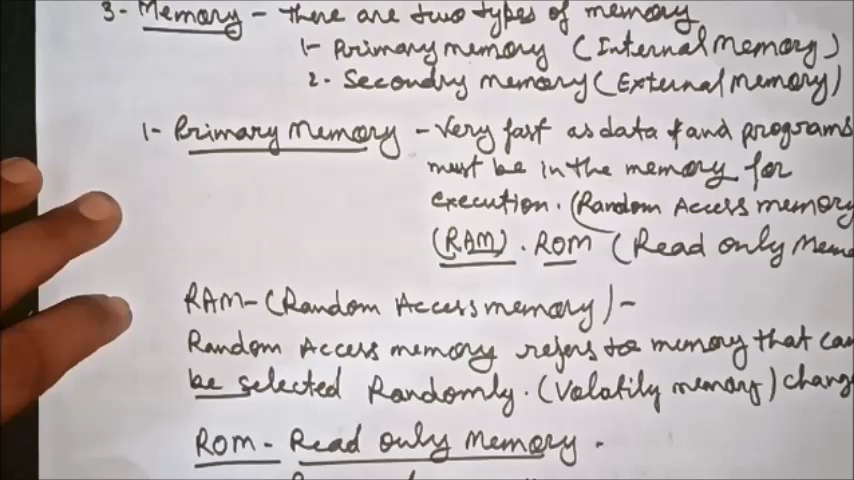 3- Memory - there are two types of memory
1- Primary memory (Internal Memory)
2- Secondry memory (External Memory)
1- Primary Memory - Very fast as data & and programs
must be in the memory for
execution. (Random Access memory
(RAM). ROM (Read only Mem
RAM- (Random Access memory) -
Random Access memory refers to memory that can
be selected Randomly. (Volatily memory) change
ROM - Read only Memory -